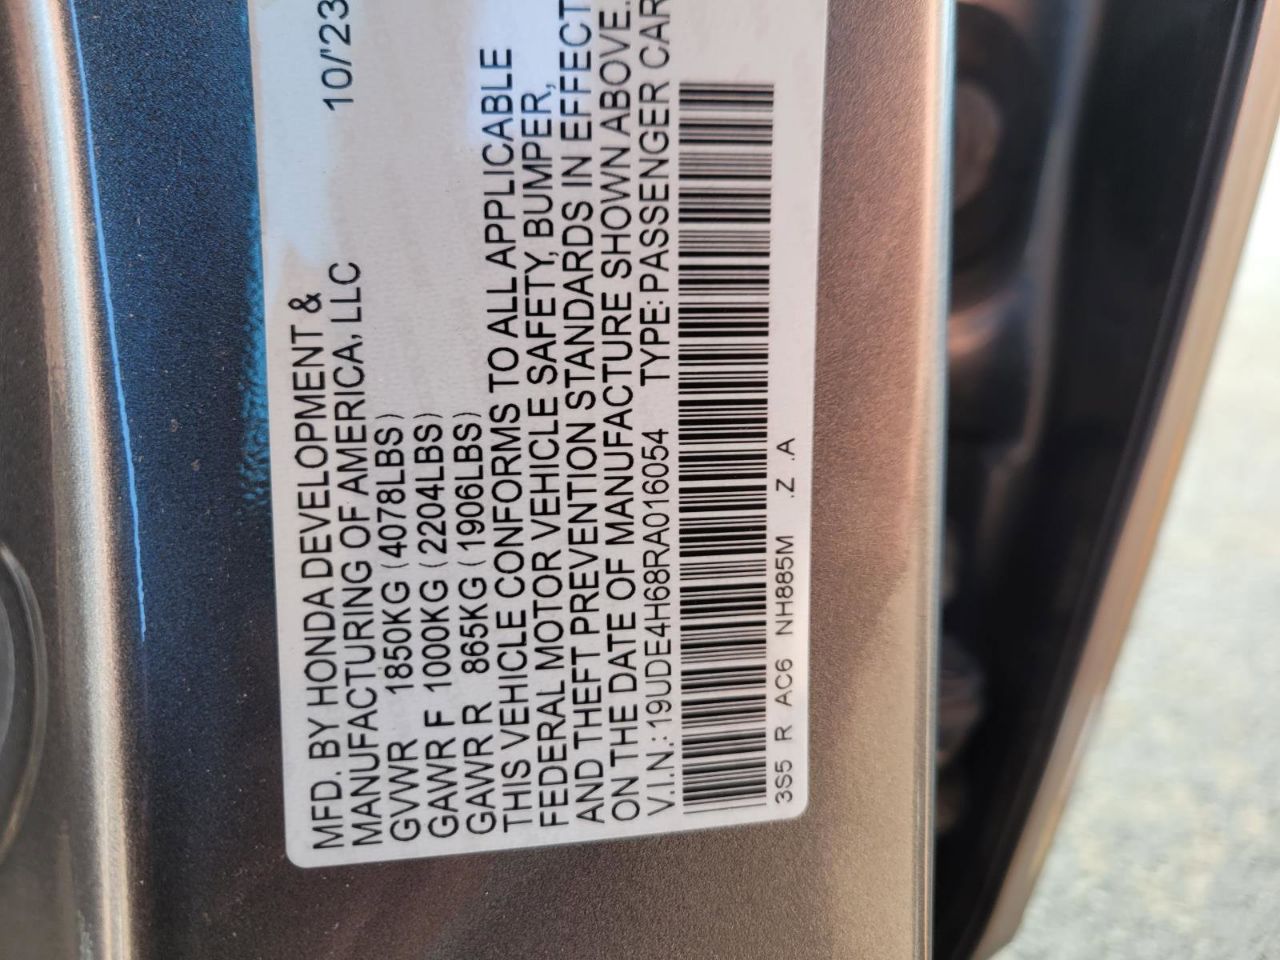 MFD. BY HONDA DEVELOPMENT & 10/'23
MANUFACTURING OF AMERICA, LLC
GVWR 1850KG (4078LBS)
GAWR F 1000KG (2204LBS)
GAWR R 865KG (1906LBS)
THIS VEHICLE CONFORMS TO ALL APPLICABLE
FEDERAL MOTOR VEHICLE SAFETY, BUMPER,
AND THEFT PREVENTION STANDARDS IN EFFECT
ON THE DATE OF MANUFACTURE SHOWN ABOVE.
V.I.N.: 19UDE4H68RA016054 TYPE: PASSENGER CAR
3S5 R AC6 NH885M .Z .A